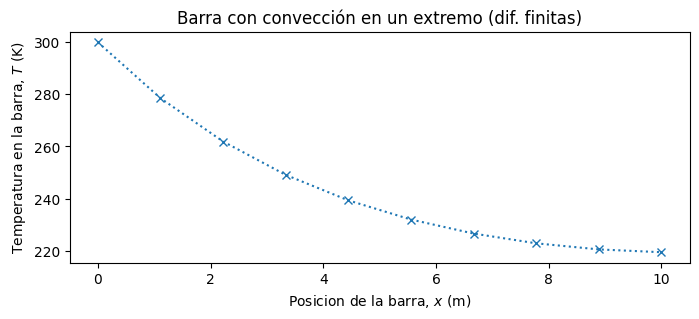 Barra con convección en un extremo (dif. finitas)
Temperatura en la barra, T (K)
300
280
260
240
220
0 2 4 6 8 10
Posicion de la barra, x (m)